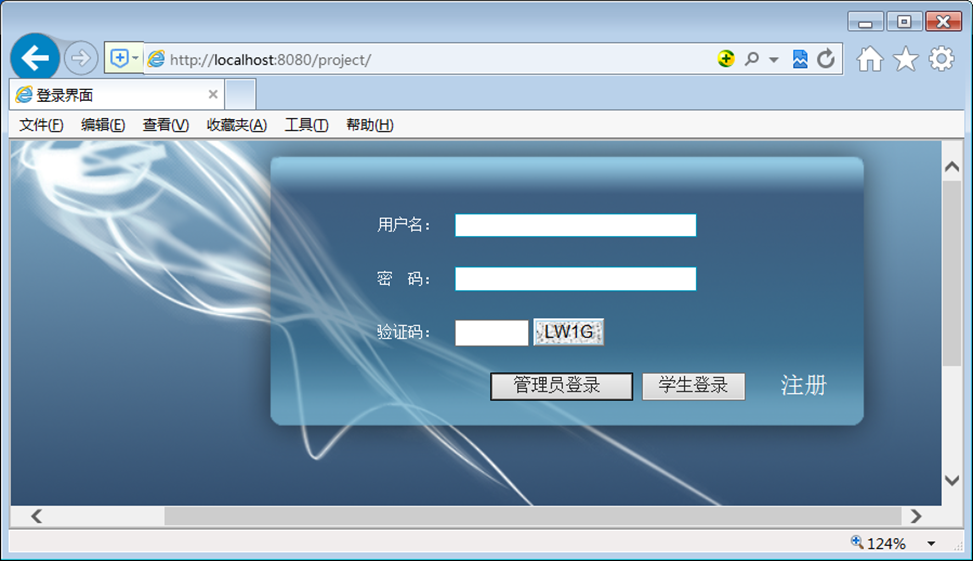 http://localhost:8080/project/
登录界面
文件(F) 编辑(E) 查看(V) 收藏夹(A) 工具(T) 帮助(H)
用户名：
密 码：
验证码： LW1G
管理员登录 学生登录 注册
124%